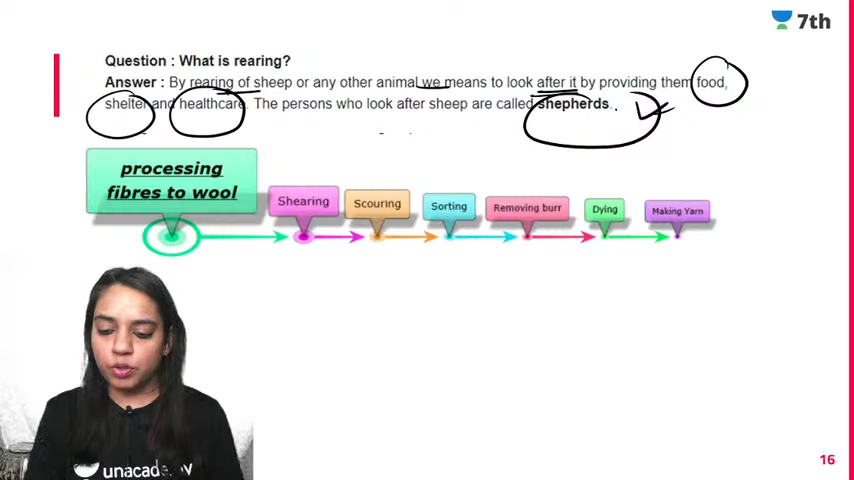 7th
Question : What is rearing?
Answer : By rearing of sheep or any other animal we means to look after it by providing them food,
shelter and healthcare. The persons who look after sheep are called shepherds.
processing
fibres to wool
Shearing
Scouring
Sorting
Removing burr
Dying
Making Yarn
unacademy
16